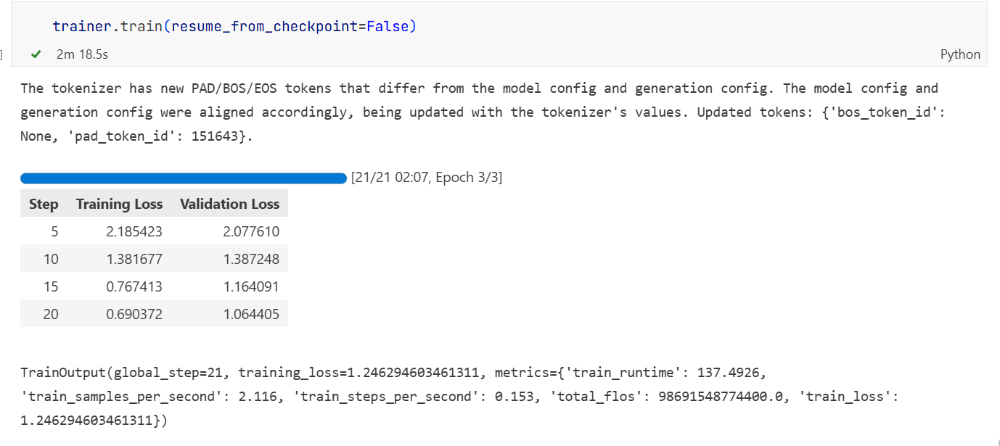 trainer.train(resume_from_checkpoint=False)
] ✓ 2m 18.5s Python
The tokenizer has new PAD/BOS/EOS tokens that differ from the model config and generation config. The model config and
generation config were aligned accordingly, being updated with the tokenizer's values. Updated tokens: {'bos_token_id':
None, 'pad_token_id': 151643}.
[21/21 02:07, Epoch 3/3]
Step Training Loss Validation Loss
5 2.185423 2.077610
10 1.381677 1.387248
15 0.767413 1.164091
20 0.690372 1.064405
TrainOutput(global_step=21, training_loss=1.246294603461311, metrics={'train_runtime': 137.4926,
'train_samples_per_second': 2.116, 'train_steps_per_second': 0.153, 'total_flos': 98691548774400.0, 'train_loss':
1.246294603461311})